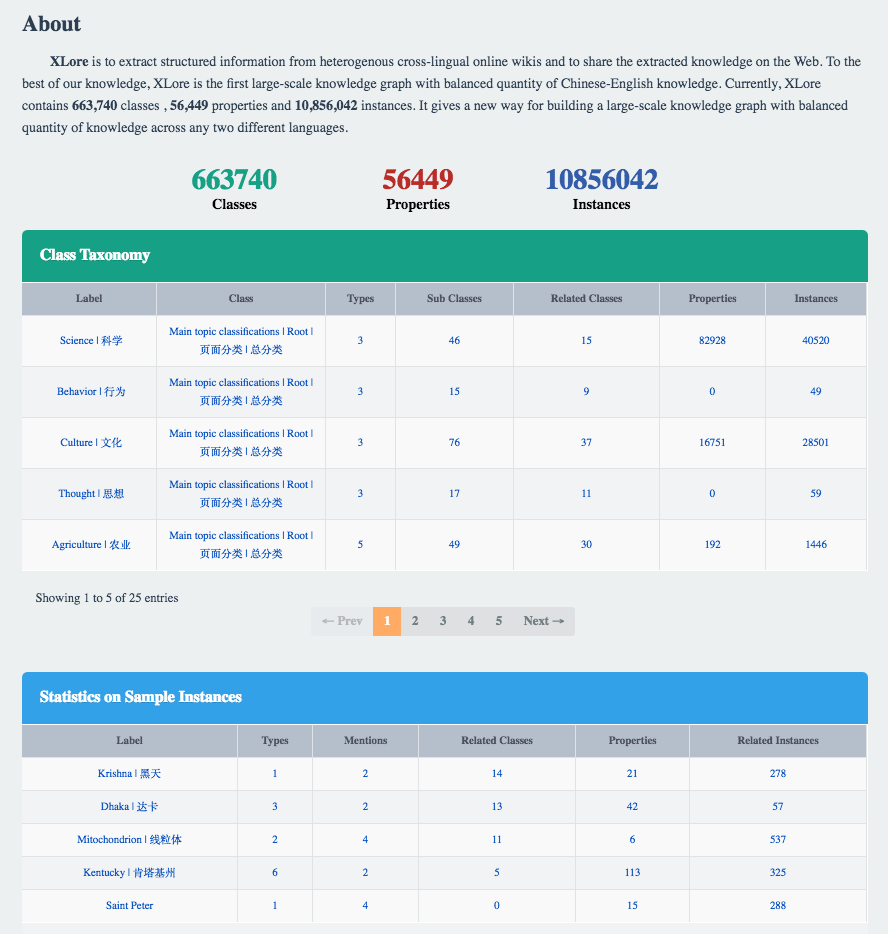 About
XLore is to extract structured information from heterogenous cross-lingual online wikis and to share the extracted knowledge on the Web. To the
best of our knowledge, XLore is the first large-scale knowledge graph with balanced quantity of Chinese-English knowledge. Currently, XLore
contains 663,740 classes , 56,449 properties and 10,856,042 instances. It gives a new way for building a large-scale knowledge graph with balanced
quantity of knowledge across any two different languages.
663740 56449 10856042
Classes Properties Instances
Class Taxonomy
Label Class Types Sub Classes Related Classes Properties Instances
Science | 科学 Main topic classifications | Root | 3 46 15 82928 40520
页面分类 | 总分类
Behavior | 行为 Main topic classifications | Root | 3 15 9 0 49
页面分类 | 总分类
Culture | 文化 Main topic classifications | Root | 3 76 37 16751 28501
页面分类 | 总分类
Thought | 思想 Main topic classifications | Root | 3 17 11 0 59
页面分类 | 总分类
Agriculture | 农业 Main topic classifications | Root | 5 49 30 192 1446
页面分类 | 总分类
Showing 1 to 5 of 25 entries
← Prev 1 2 3 4 5 Next →
Statistics on Sample Instances
Label Types Mentions Related Classes Properties Related Instances
Krishna | 黑天 1 2 14 21 278
Dhaka | 达卡 3 2 13 42 57
Mitochondrion | 线粒体 2 4 11 6 537
Kentucky | 肯塔基州 6 2 5 113 325
Saint Peter 1 4 0 15 288